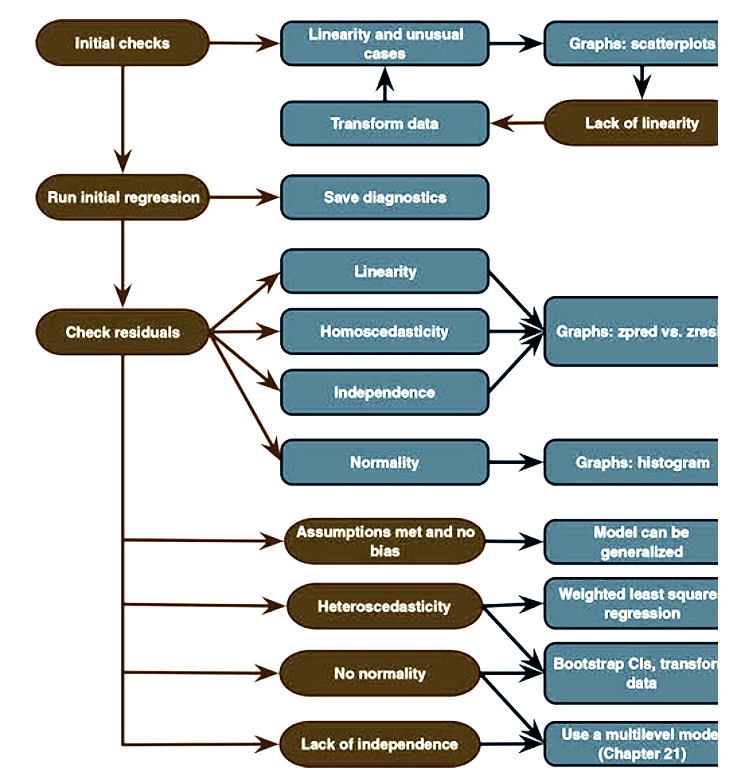 Initial checks
Linearity and unusual
cases
Graphs: scatterplots
Transform data
Lack of linearity
Run initial regression
Save diagnostics
Linearity
Check residuals
Homoscedasticity
Graphs: zpred vs.
Independence
Normality
Graphs: histogram
Assumptions met and no
bias
Model can be
generalized
Heteroscedasticity
Weighted least square
regression
No normality
Bootstrap CIs,
data
Lack of independence
Use a multilevel mode
(Chapter 21)